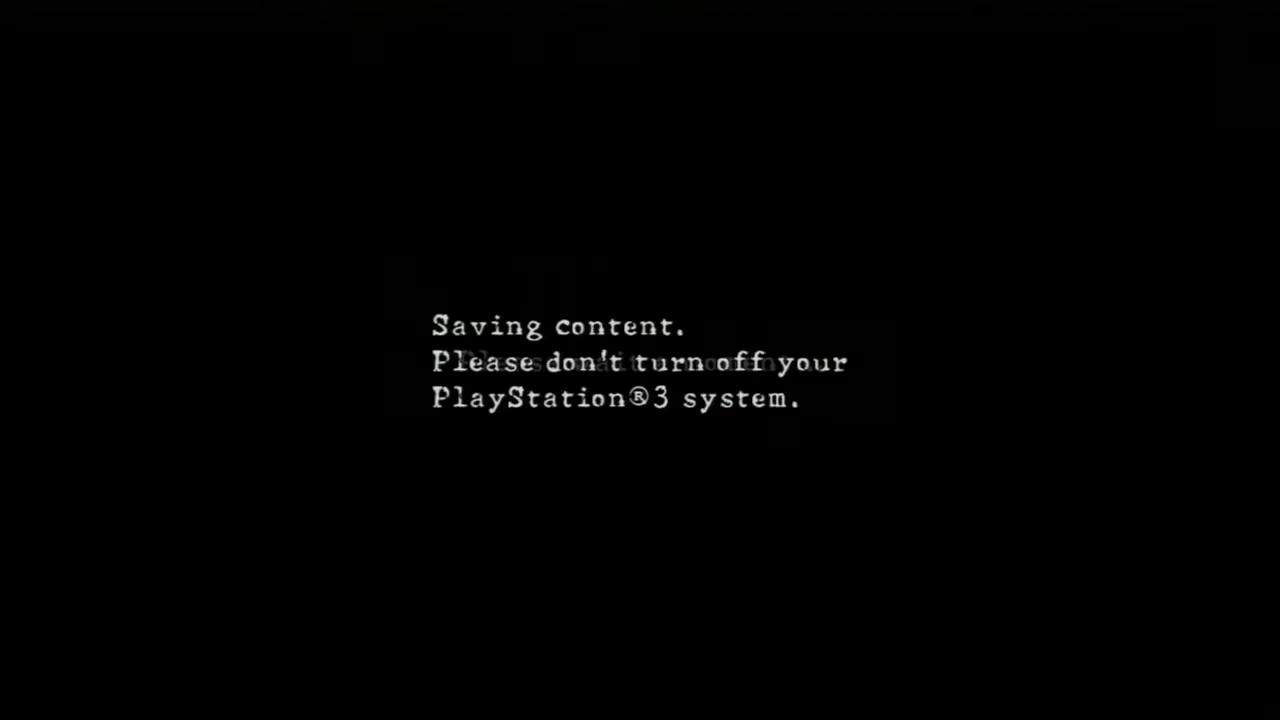 Saving content.
Please don't turn off your
PlayStation®3 system.